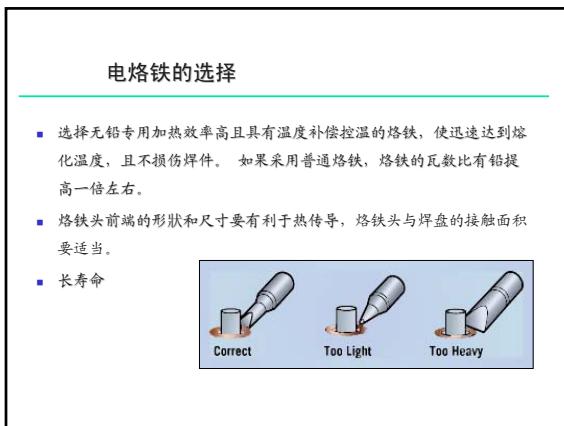 电烙铁的选择
选择无铅专用加热效率高且具有温度补偿控温的烙铁，使迅速达到熔
化温度，且不损伤焊件。 如果采用普通烙铁，烙铁的瓦数比有铅提
高一倍左右。
烙铁头前端的形狀和尺寸要有利于热传导，烙铁头与焊盘的接触面积
要适当。
长寿命
Correct
Too Light
Too Heavy